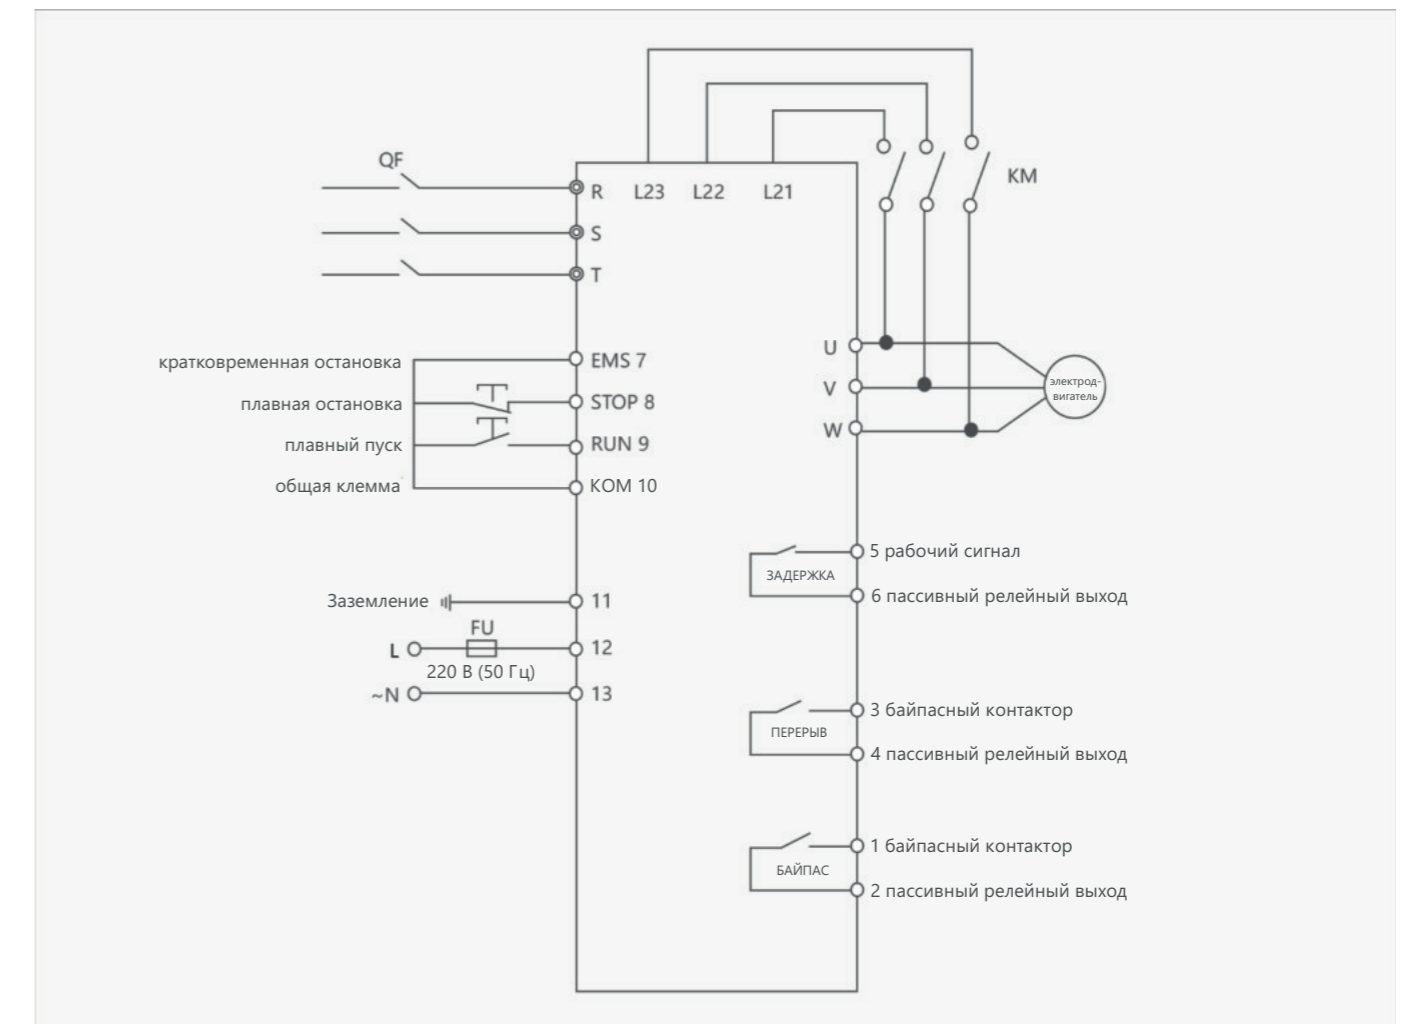 QF
KM
R L23 L22 L21
S
T
U
V
W
электрод-
вигатель
кратковременная остановка
EMS 7
плавная остановка
STOP 8
плавный пуск
RUN 9
общая клемма
КОМ 10
5 рабочий сигнал
ЗАДЕРЖКА
6 пассивный релейный выход
Заземление
11
FU
L
12
220 В (50 Гц)
~N
13
3 байпасный контактор
ПЕРЕРЫВ
4 пассивный релейный выход
1 байпасный контактор
БАЙПАС
2 пассивный релейный выход